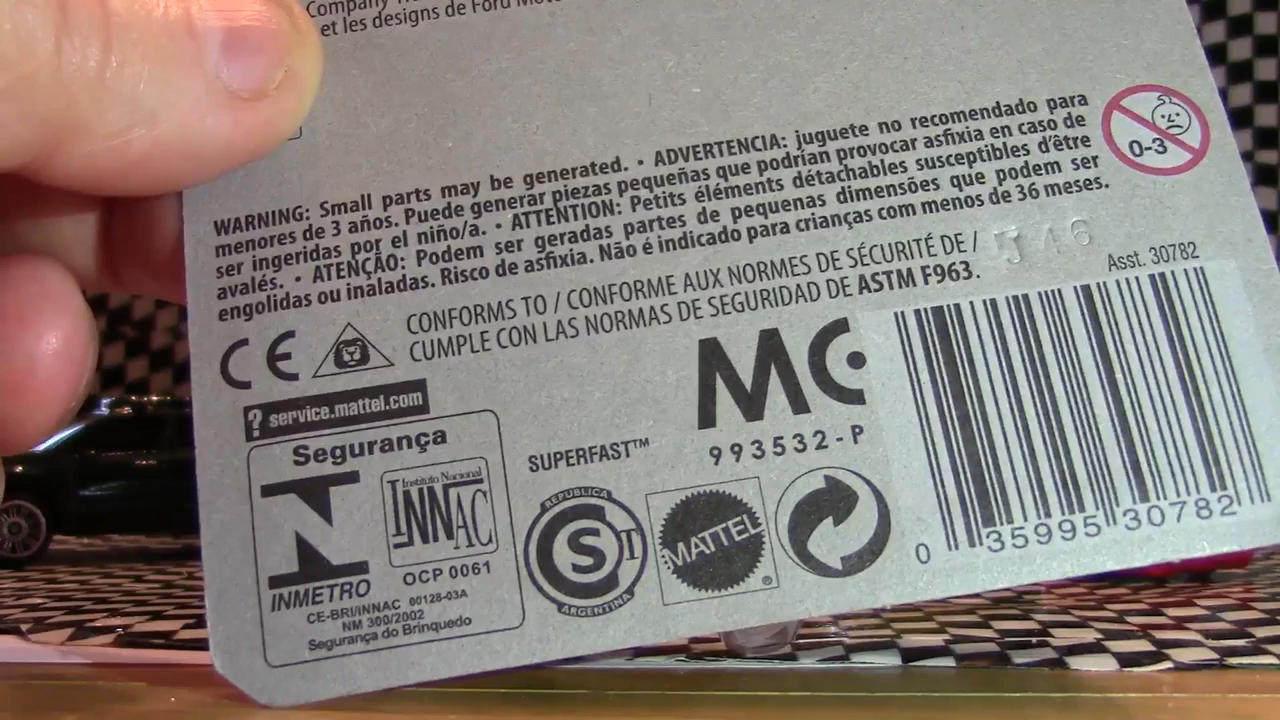 Company
et les designs de Ford
WARNING: Small parts may be generated. • ADVERTENCIA: juguete no recomendado para
menores de 3 años. Puede generar piezas pequeñas que podrían provocar asfixia en caso de
ser ingeridas por el niño/a. • ATTENTION: Petits éléments détachables susceptibles d'être
avalés. • ATENÇÃO: Podem ser geradas partes de pequenas dimensões que podem ser
engolidas ou inaladas. Risco de asfixia. Não é indicado para crianças com menos de 36 meses.
0-3
CONFORMS TO / CONFORME AUX NORMES DE SÉCURITÉ DE /
CUMPLE CON LAS NORMAS DE SEGURIDAD DE ASTM F963.
J46
Asst. 30782
CE
? service.mattel.com
MC
993532-P
SUPERFAST™
Segurança
INMETRO
Instituto Nacional
INNAC
OCP 0061
CE-BRI/INNAC 00128-03A
NM 300/2002
Segurança do Brinquedo
REPUBLICA
S T
ARGENTINA
MATTEL®
0 35995 30782